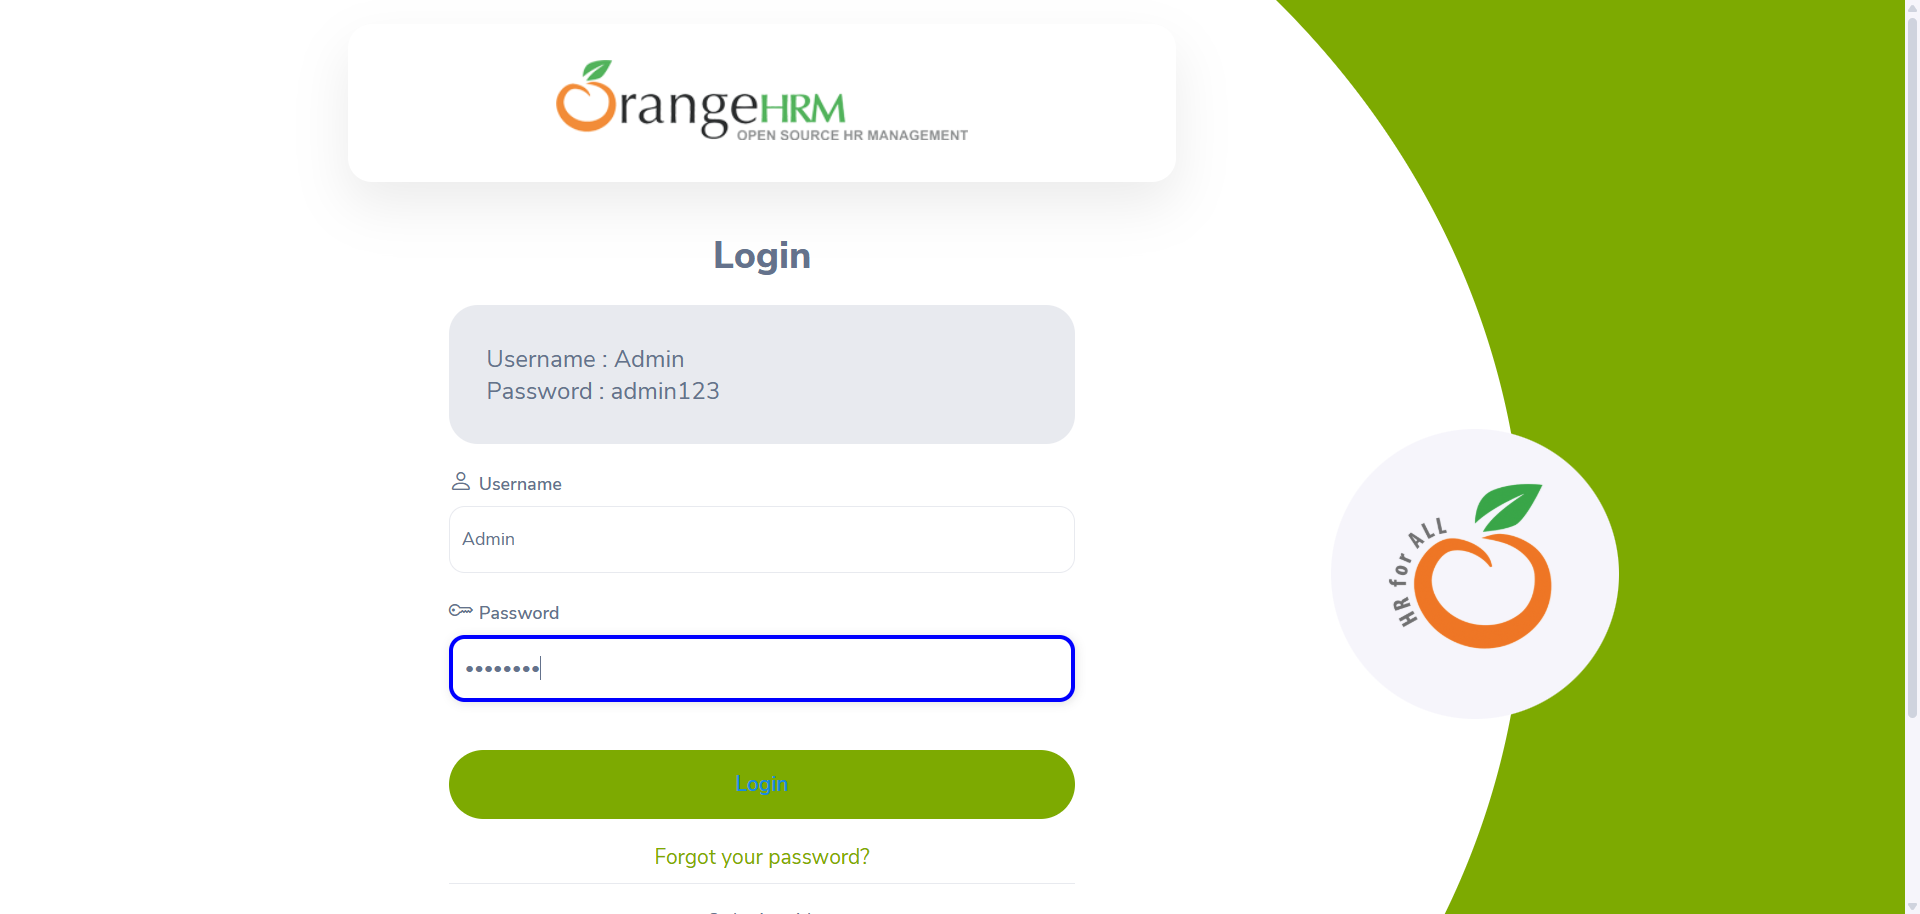 OrangeHRM
OPEN SOURCE HR MANAGEMENT
Login
Username : Admin
Password : admin123
Username
Admin
Password
••••••••
Login
Forgot your password?
HR for ALL